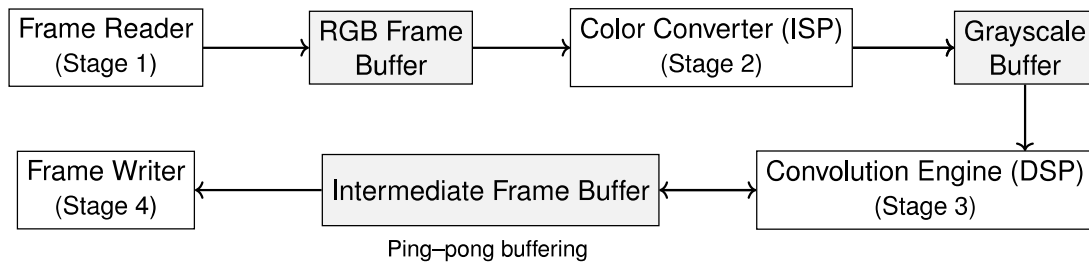 Frame Reader
(Stage 1)
RGB Frame
Buffer
Color Converter (ISP)
(Stage 2)
Grayscale
Buffer
Frame Writer
(Stage 4)
Intermediate Frame Buffer
Ping–pong buffering
Convolution Engine (DSP)
(Stage 3)